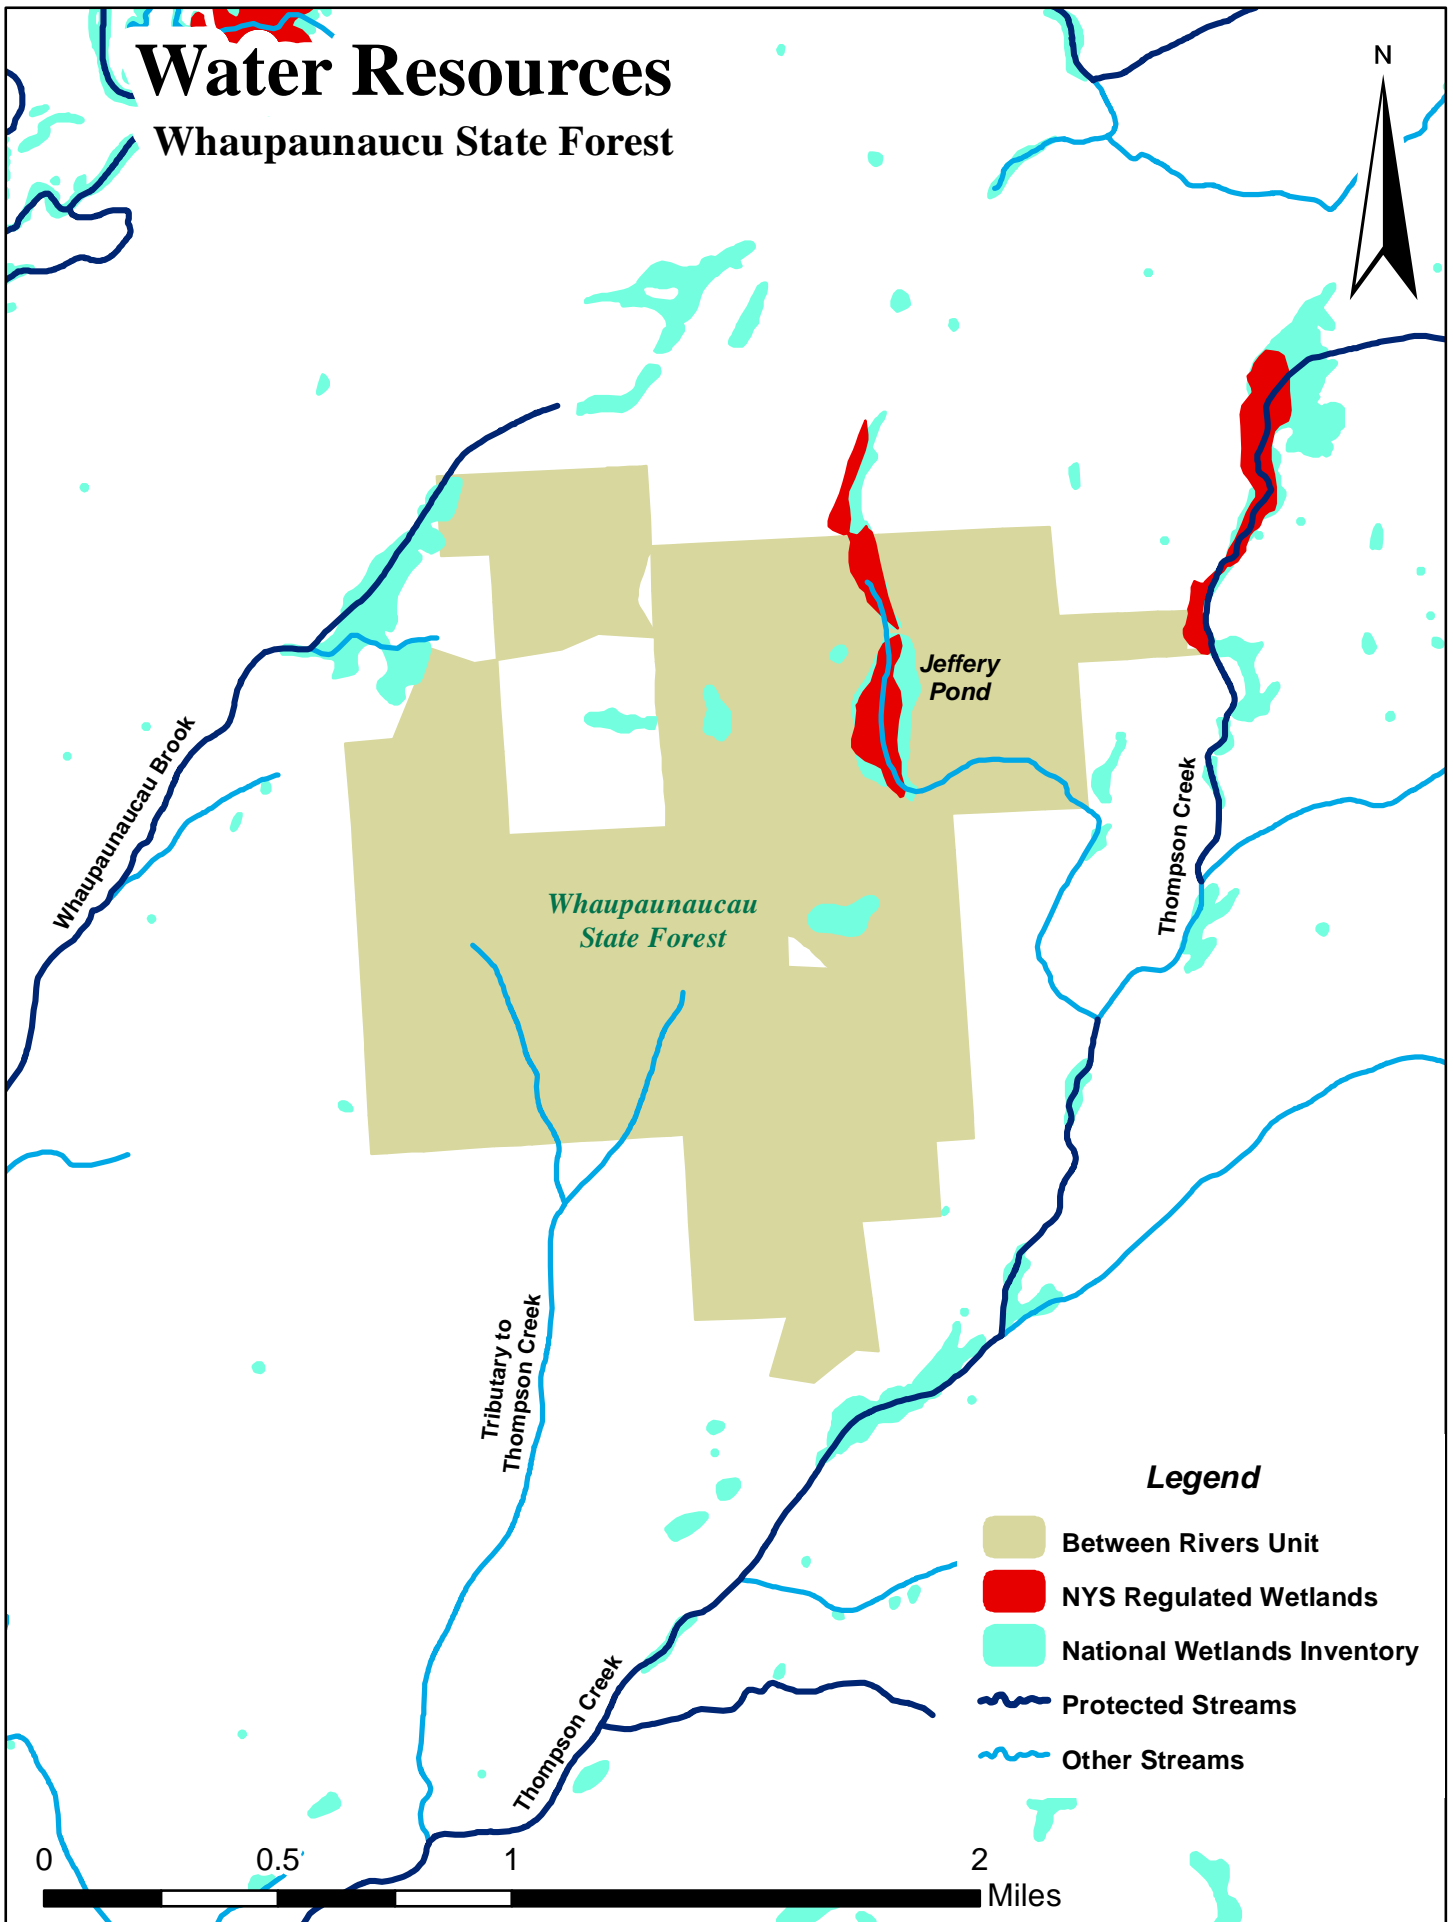 Water Resources
Whaupaunaucu State Forest
N
Jeffery
Pond
Whaupaunaucau Brook
Thompson Creek
Whaupaunaucau
State Forest
Tributary to
Thompson Creek
Thompson Creek
Legend
Between Rivers Unit
NYS Regulated Wetlands
National Wetlands Inventory
Protected Streams
Other Streams
0 0.5 1 2
Miles